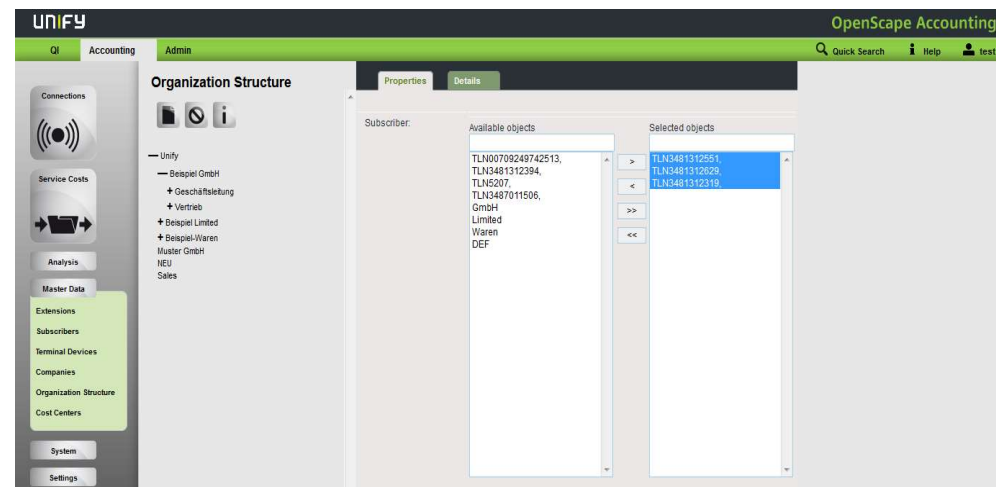 UNIFY
OpenScape Accounting
QI
Accounting
Admin
Quick Search
Help
test
Connections
Service Costs
Analysis
Master Data
Extensions
Subscribers
Terminal Devices
Companies
Organization Structure
Cost Centers
System
Settings
Organization Structure
Unify
Beispiel GmbH
Geschäftsleitung
Vertrieb
Beispiel Limited
Beispiel-Waren
Muster GmbH
NEU
Sales
Properties
Details
Subscriber:
Available objects
TLN00709249742513,
TLN3481312394,
TLN5207,
TLN3487011506,
GmbH
Limited
Waren
DEF
>
<
>>
<<
Selected objects
TLN3481312551,
TLN3481312629,
TLN3481312319,